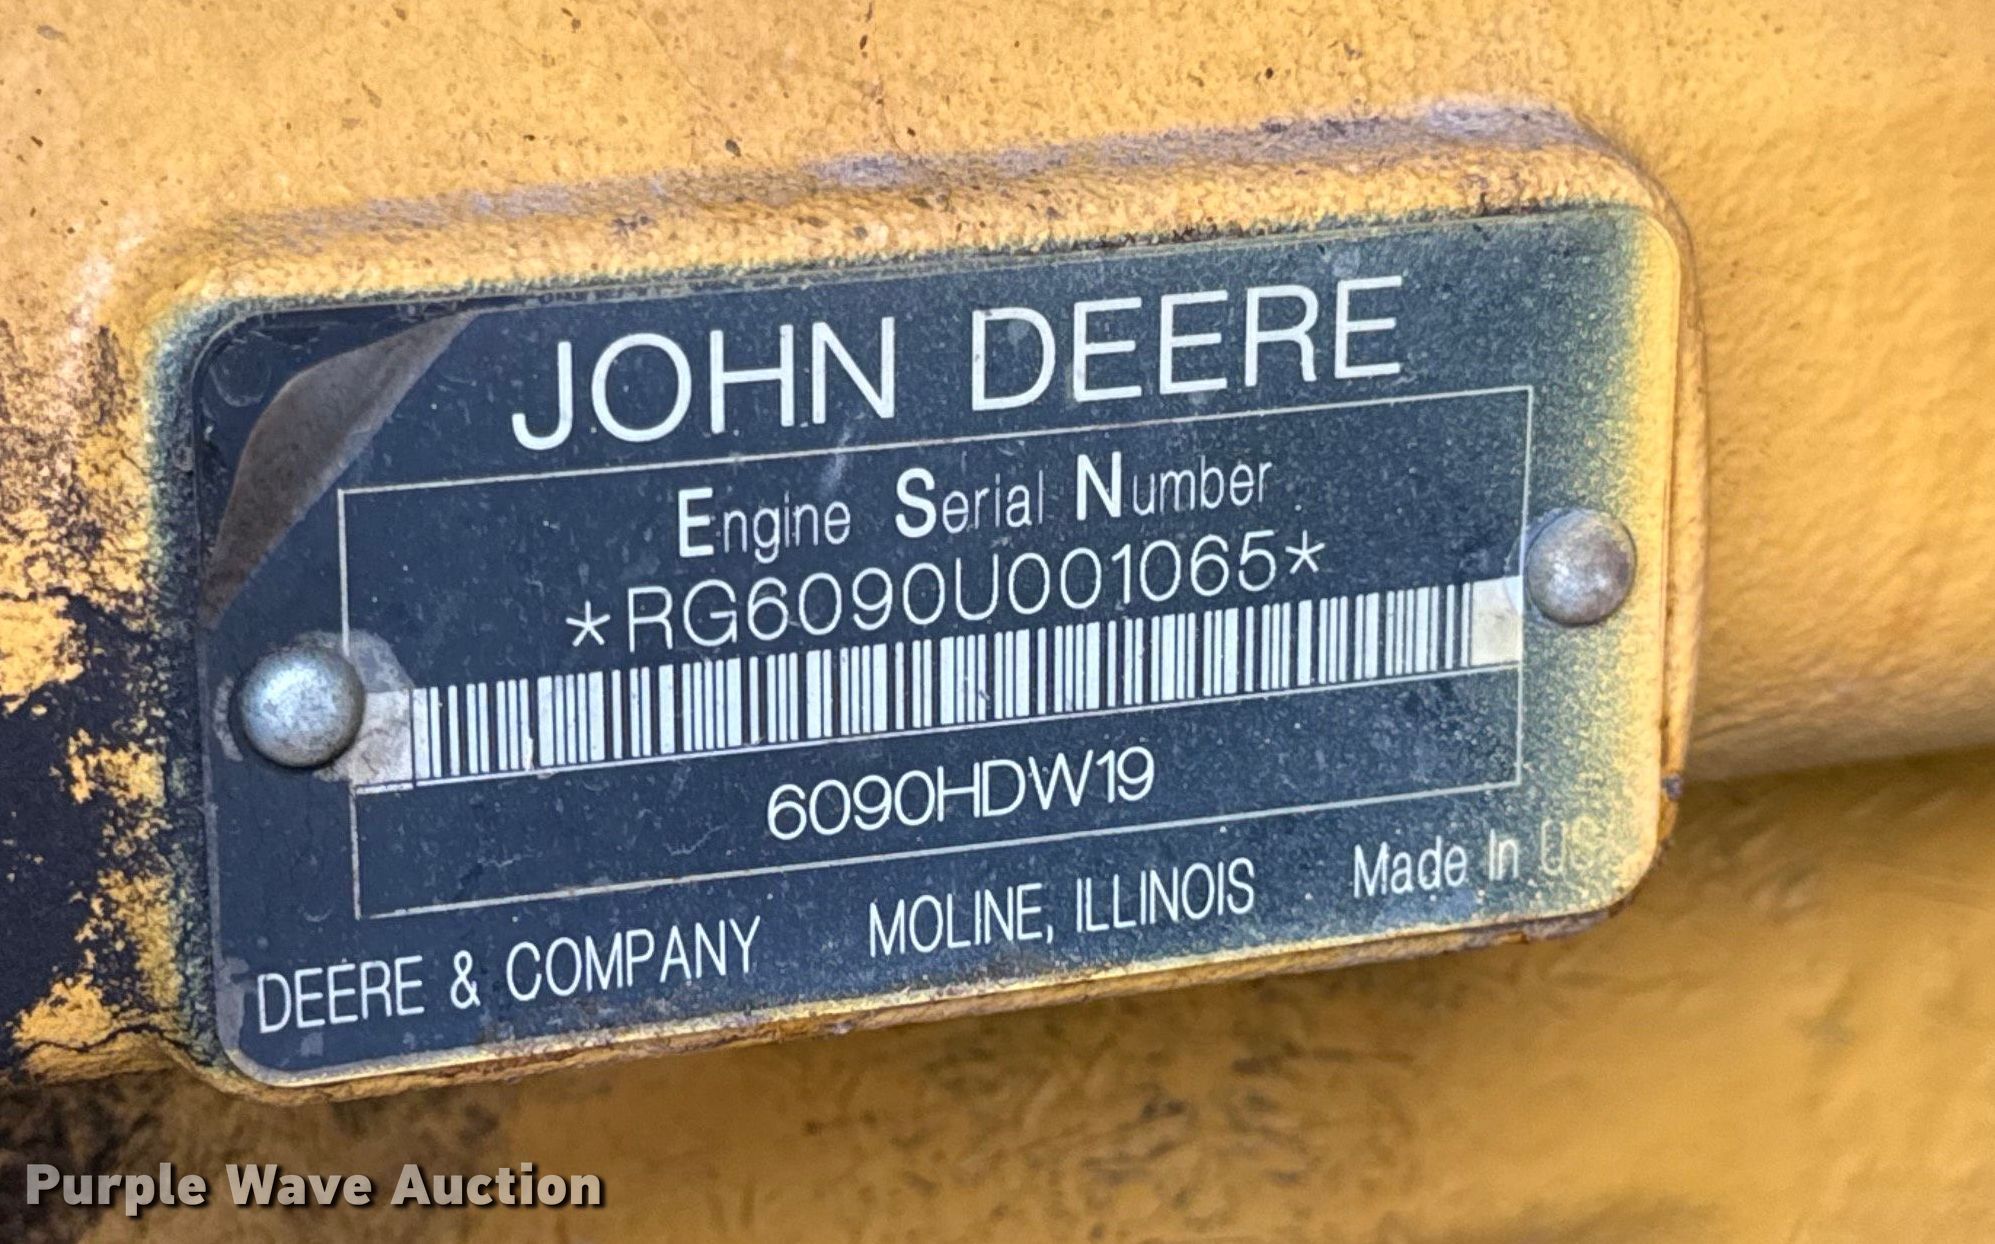 JOHN DEERE
Engine Serial Number
*RG6090U001065*
6090HDW19
DEERE & COMPANY MOLINE, ILLINOIS Made In
Purple Wave Auction